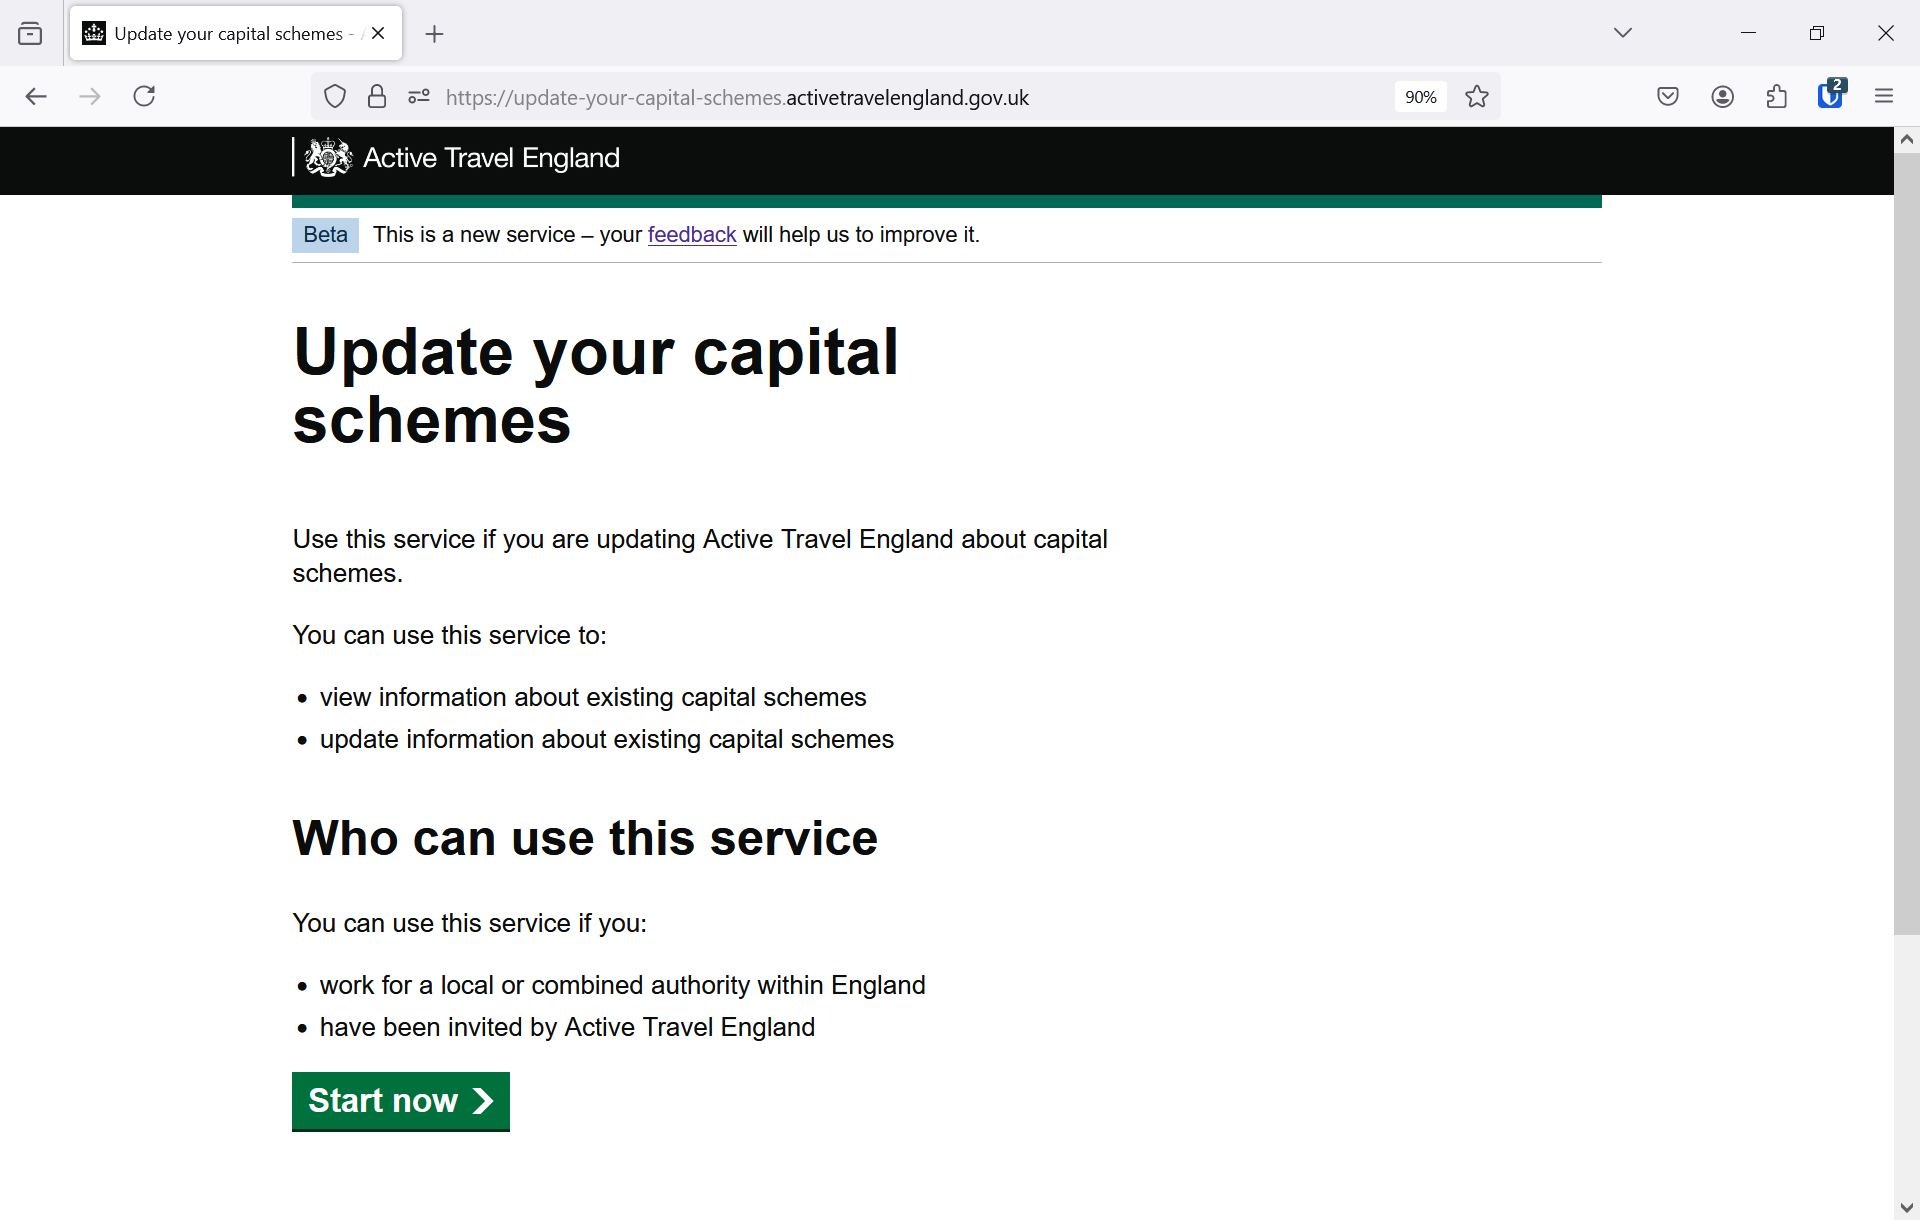 Update your capital schemes -
https://update-your-capital-schemes.activetravelengland.gov.uk
90%
2
Active Travel England
Beta This is a new service – your feedback will help us to improve it.
Update your capital
schemes
Use this service if you are updating Active Travel England about capital
schemes.
You can use this service to:
• view information about existing capital schemes
• update information about existing capital schemes
Who can use this service
You can use this service if you:
• work for a local or combined authority within England
• have been invited by Active Travel England
Start now